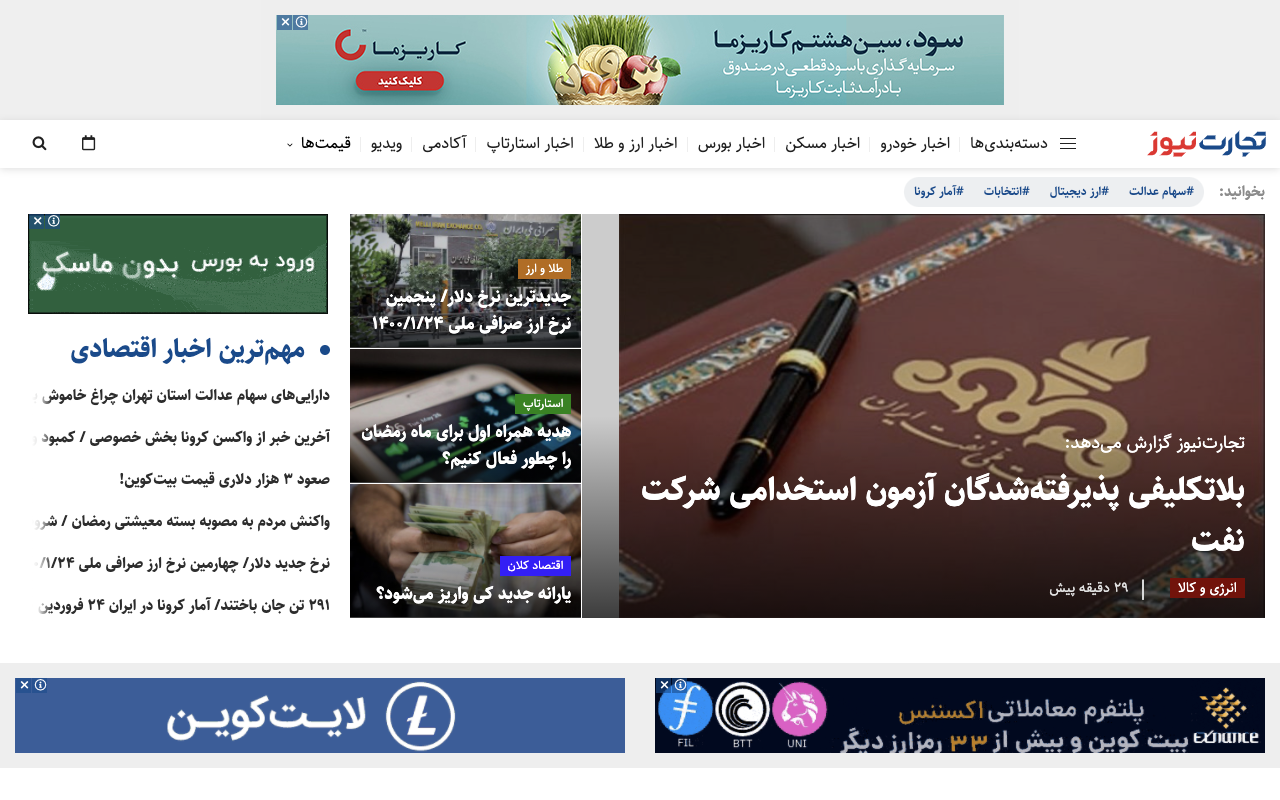 سود، سین هشتم کاریزما
سرمایه‌گذاری با سود قطعی در صندوق
با درآمد ثابت کاریزما
کاریزما
کلیک کنید
تجارت‌نیوز
دسته‌بندی‌ها
اخبار خودرو
اخبار مسکن
اخبار بورس
اخبار ارز و طلا
اخبار استارتاپ
آکادمی
ویدیو
قیمت‌ها
بخوانید:
#سهام عدالت
#ارز دیجیتال
#انتخابات
#آمار کرونا
تجارت‌نیوز گزارش می‌دهد:
بلاتکلیفی پذیرفته‌شدگان آزمون استخدامی شرکت
نفت
انرژی و کالا
۲۹ دقیقه پیش
طلا و ارز
جدیدترین نرخ دلار/ پنجمین
نرخ ارز صرافی ملی ۱۴۰۰/۱/۲۴
استارتاپ
هدیه همراه اول برای ماه رمضان
را چطور فعال کنیم؟
اقتصاد کلان
یارانه جدید کی واریز می‌شود؟
ورود به بورس بدون ماسک
مهم‌ترین اخبار اقتصادی
دارایی‌های سهام عدالت استان تهران چراغ خاموش
آخرین خبر از واکسن کرونا بخش خصوصی / کمبود
صعود ۳ هزار دلاری قیمت بیت‌کوین!
واکنش مردم به مصوبه بسته معیشتی رمضان / شرو
نرخ جدید دلار/ چهارمین نرخ ارز صرافی ملی ۱/۲۴/
۲۹۱ تن جان باختند/ آمار کرونا در ایران ۲۴ فروردین
پلتفرم معاملاتی اکسننس
بیت کوین و بیش از ۳۳ رمزارز دیگر
FIL
BTT
UNI
لایت‌کوین